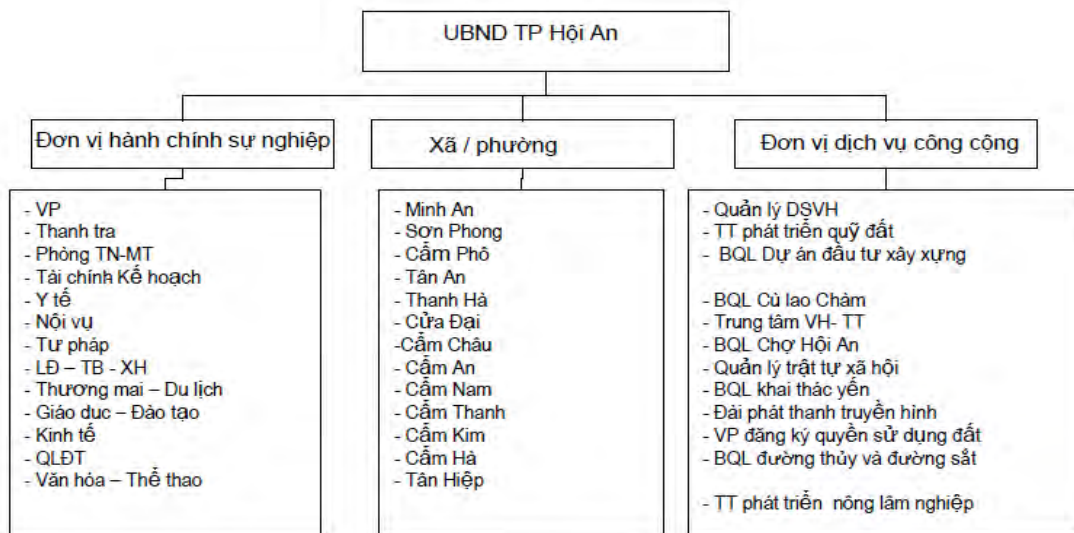 UBND TP Hội An
Đơn vị hành chính sự nghiệp
- VP
- Thanh tra
- Phòng TN-MT
- Tài chính Kế hoạch
- Y tế
- Nội vụ
- Tư pháp
- LĐ – TB - XH
- Thương mai – Du lịch
- Giáo duc – Đào tạo
- Kinh tế
- QLĐT
- Văn hóa – Thể thao
Xã / phường
- Minh An
- Sơn Phong
- Cẩm Phô
- Tân An
- Thanh Hà
- Cửa Đại
-Cẩm Châu
- Cẩm An
- Cẩm Nam
- Cẩm Thanh
- Cẩm Kim
- Cẩm Hà
- Tân Hiệp
Đơn vị dịch vụ công cộng
- Quản lý DSVH
- TT phát triển quỹ đất
- BQL Dự án đầu tư xây xựng
- BQL Cù lao Chàm
- Trung tâm VH- TT
- BQL Chợ Hội An
- Quản lý trật tự xã hội
- BQL khai thác yến
- Đài phát thanh truyền hình
- VP đăng ký quyền sử dụng đất
- BQL đường thủy và đường sắt
- TT phát triển nông lâm nghiệp